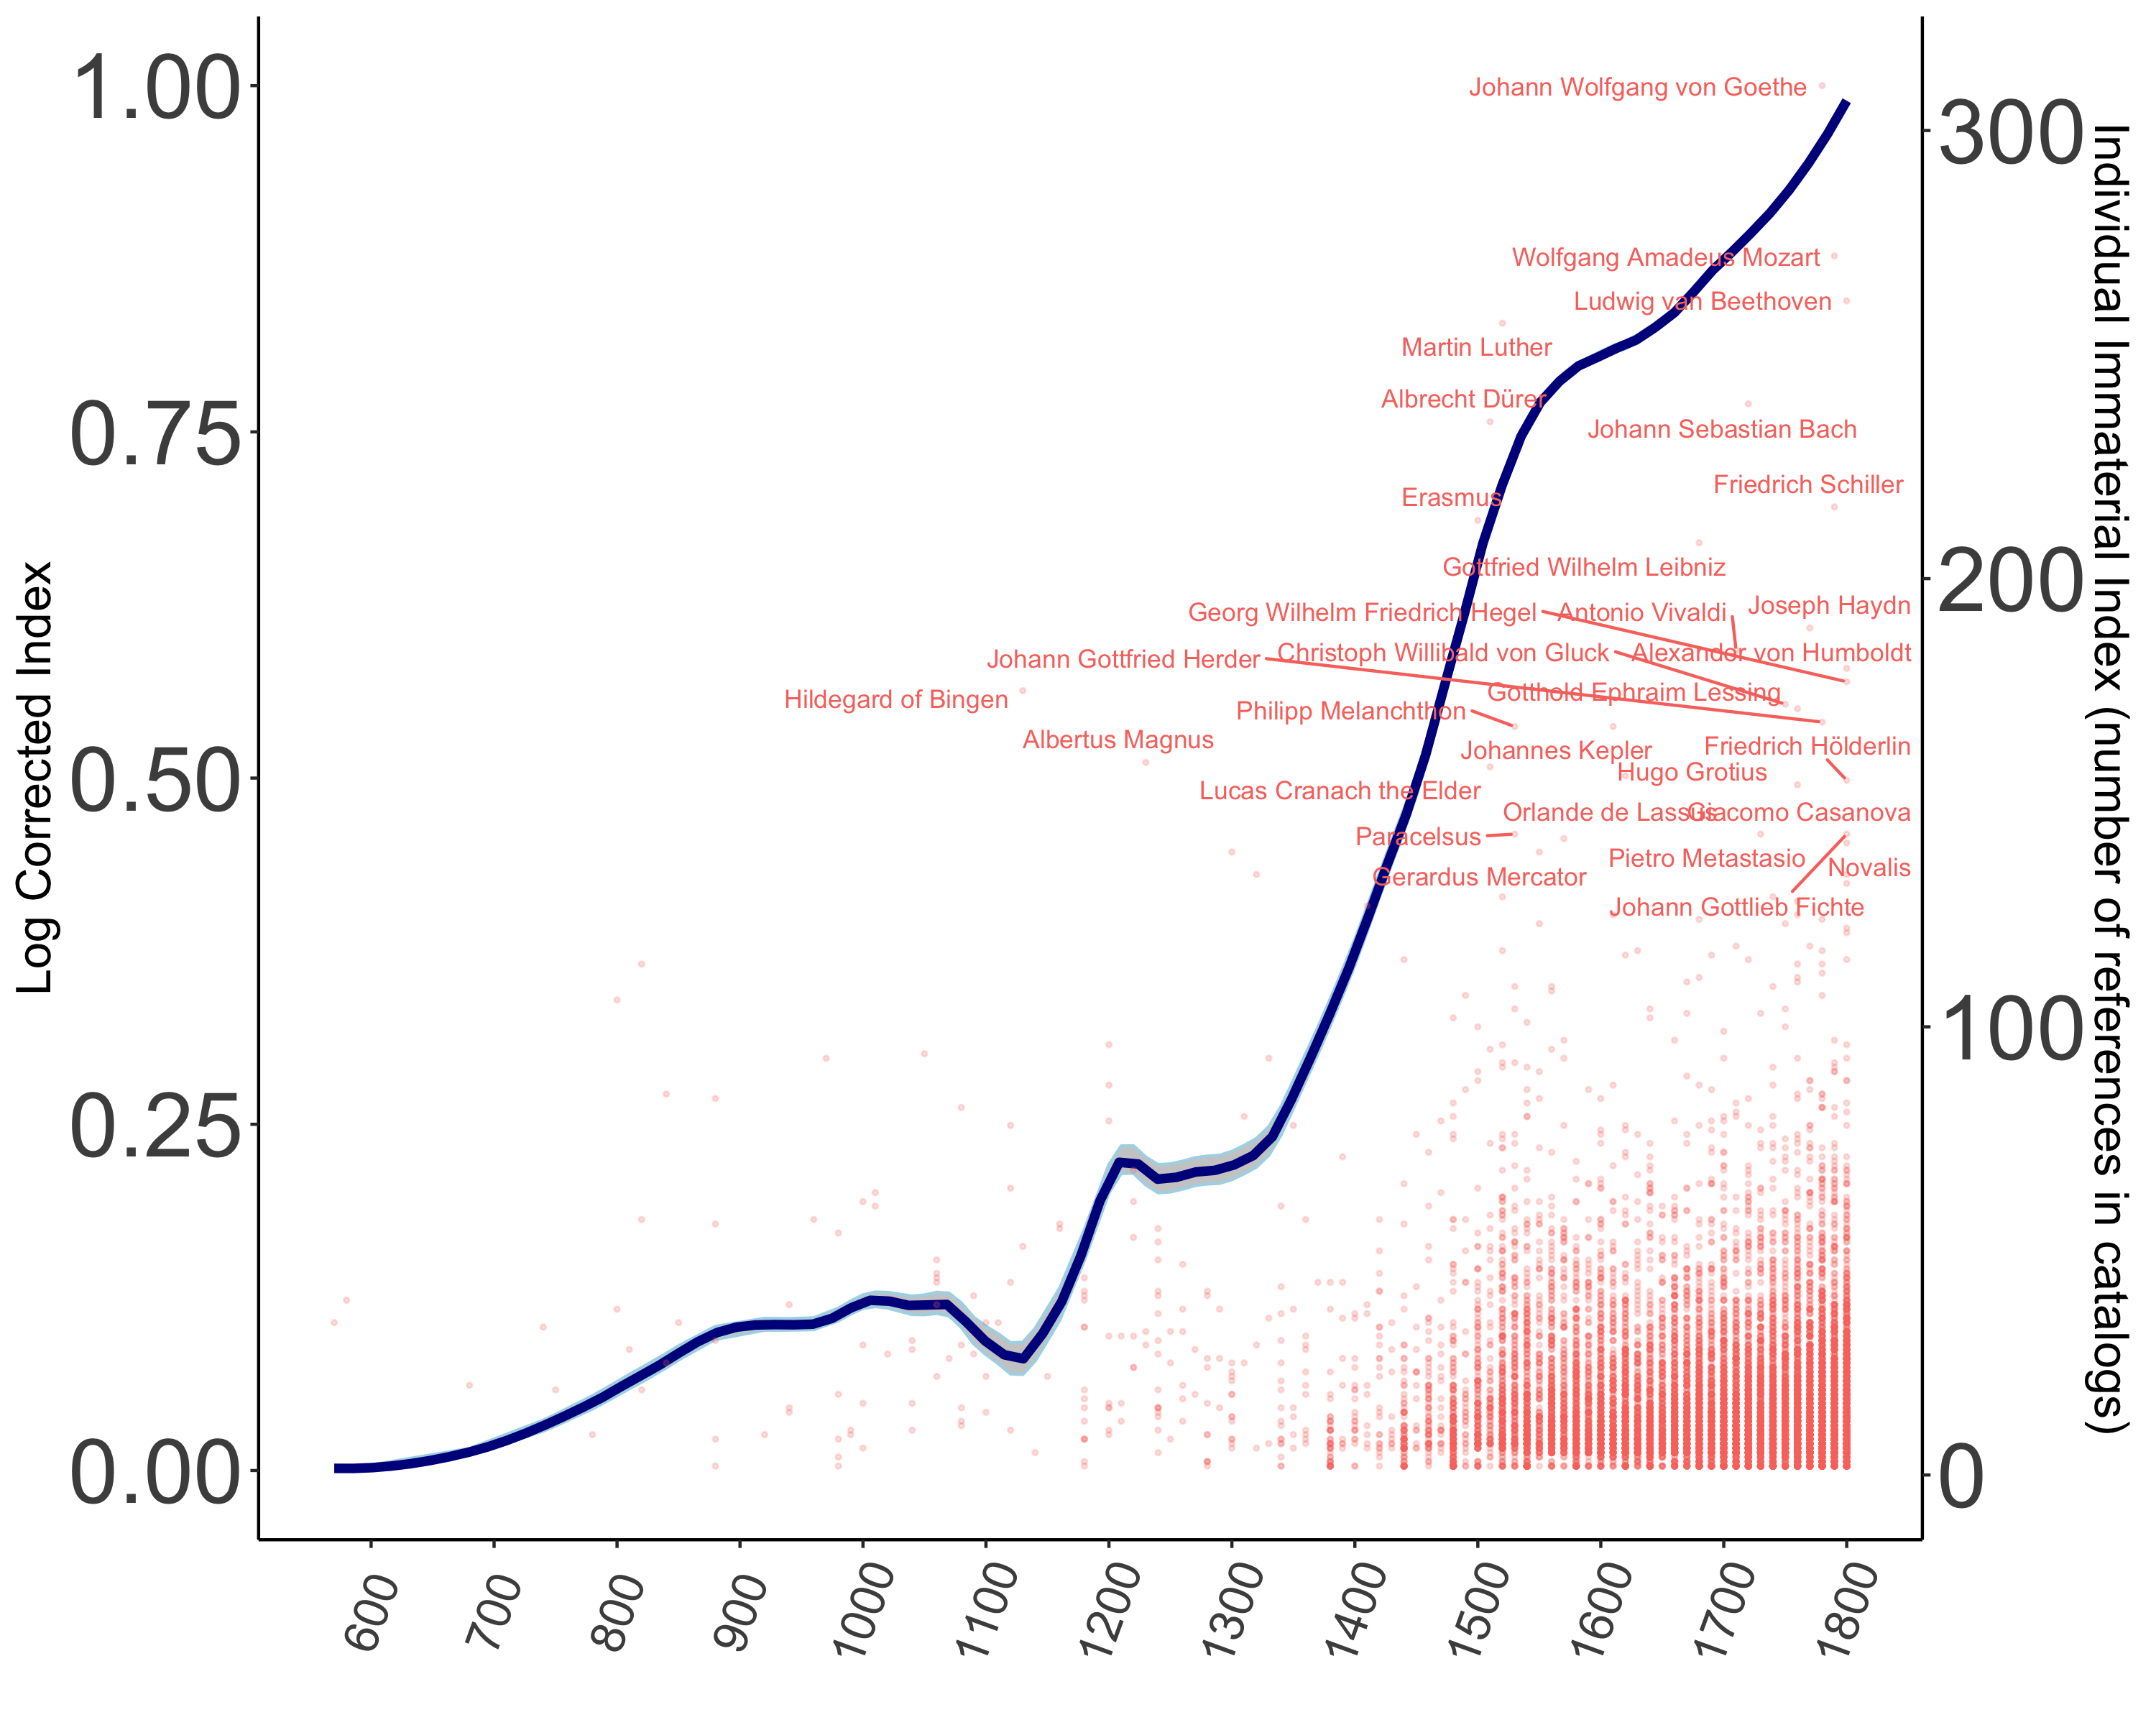 Log Corrected Index
1.00
0.75
0.50
0.25
0.00
Johann Wolfgang von Goethe
Wolfgang Amadeus Mozart
Ludwig van Beethoven
Martin Luther
Albrecht Dürer
Johann Sebastian Bach
Friedrich Schiller
Erasmus
Gottfried Wilhelm Leibniz
Georg Wilhelm Friedrich Hegel
Antonio Vivaldi
Joseph Haydn
Johann Gottfried Herder
Christoph Willibald von Gluck
Alexander von Humboldt
Hildegard of Bingen
Gotthold Ephraim Lessing
Philipp Melanchthon
Albertus Magnus
Johannes Kepler
Friedrich Hölderlin
Hugo Grotius
Lucas Cranach the Elder
Orlande de Lassus
Giacomo Casanova
Paracelsus
Pietro Metastasio
Novalis
Gerardus Mercator
Johann Gottlieb Fichte
300
200
100
0
Individual Immaterial Index (number of references in catalogs)
600
700
800
900
1000
1100
1200
1300
1400
1500
1600
1700
1800